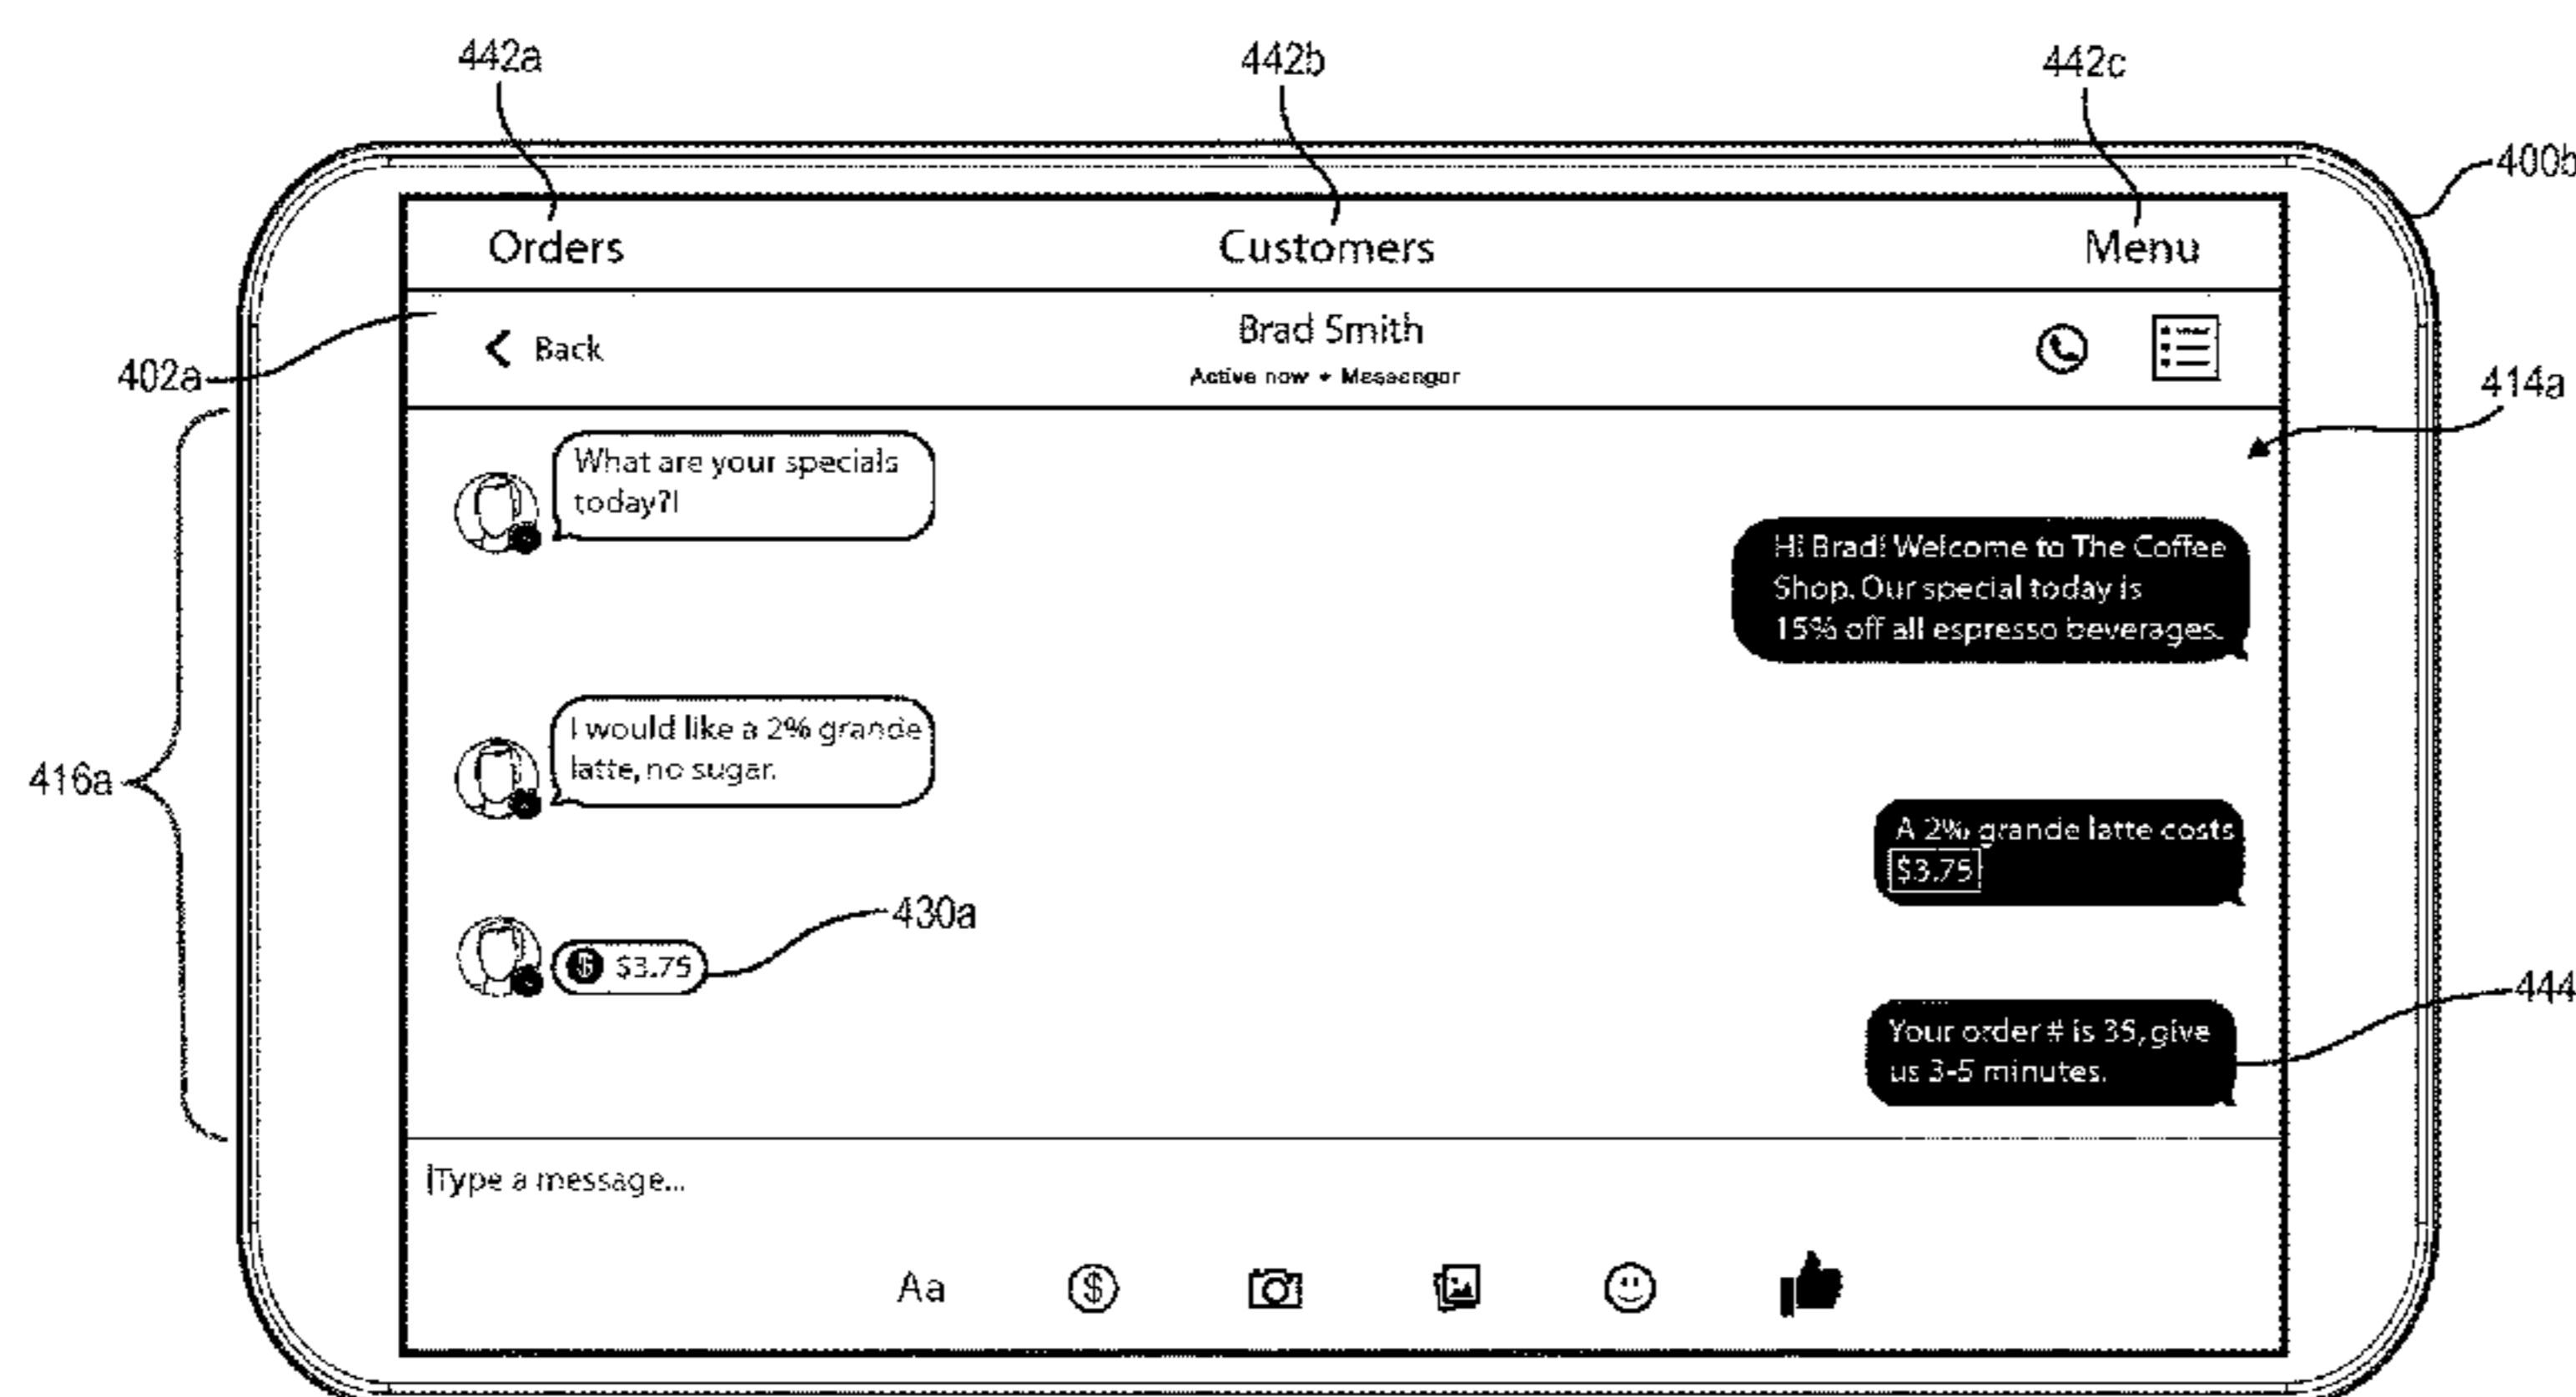 442a 442b 442c
400b
Orders Customers Menu
Back
Brad Smith
Active now • Messenger
402a
414a
What are your specials
today?!
Hi Brad! Welcome to The Coffee
Shop. Our special today is
15% off all espresso beverages.
I would like a 2% grande
latte, no sugar.
416a
A 2% grande latte costs
$3.75
430a
$ $3.75
444
Your order # is 35, give
us 3-5 minutes.
Type a message...
Aa $